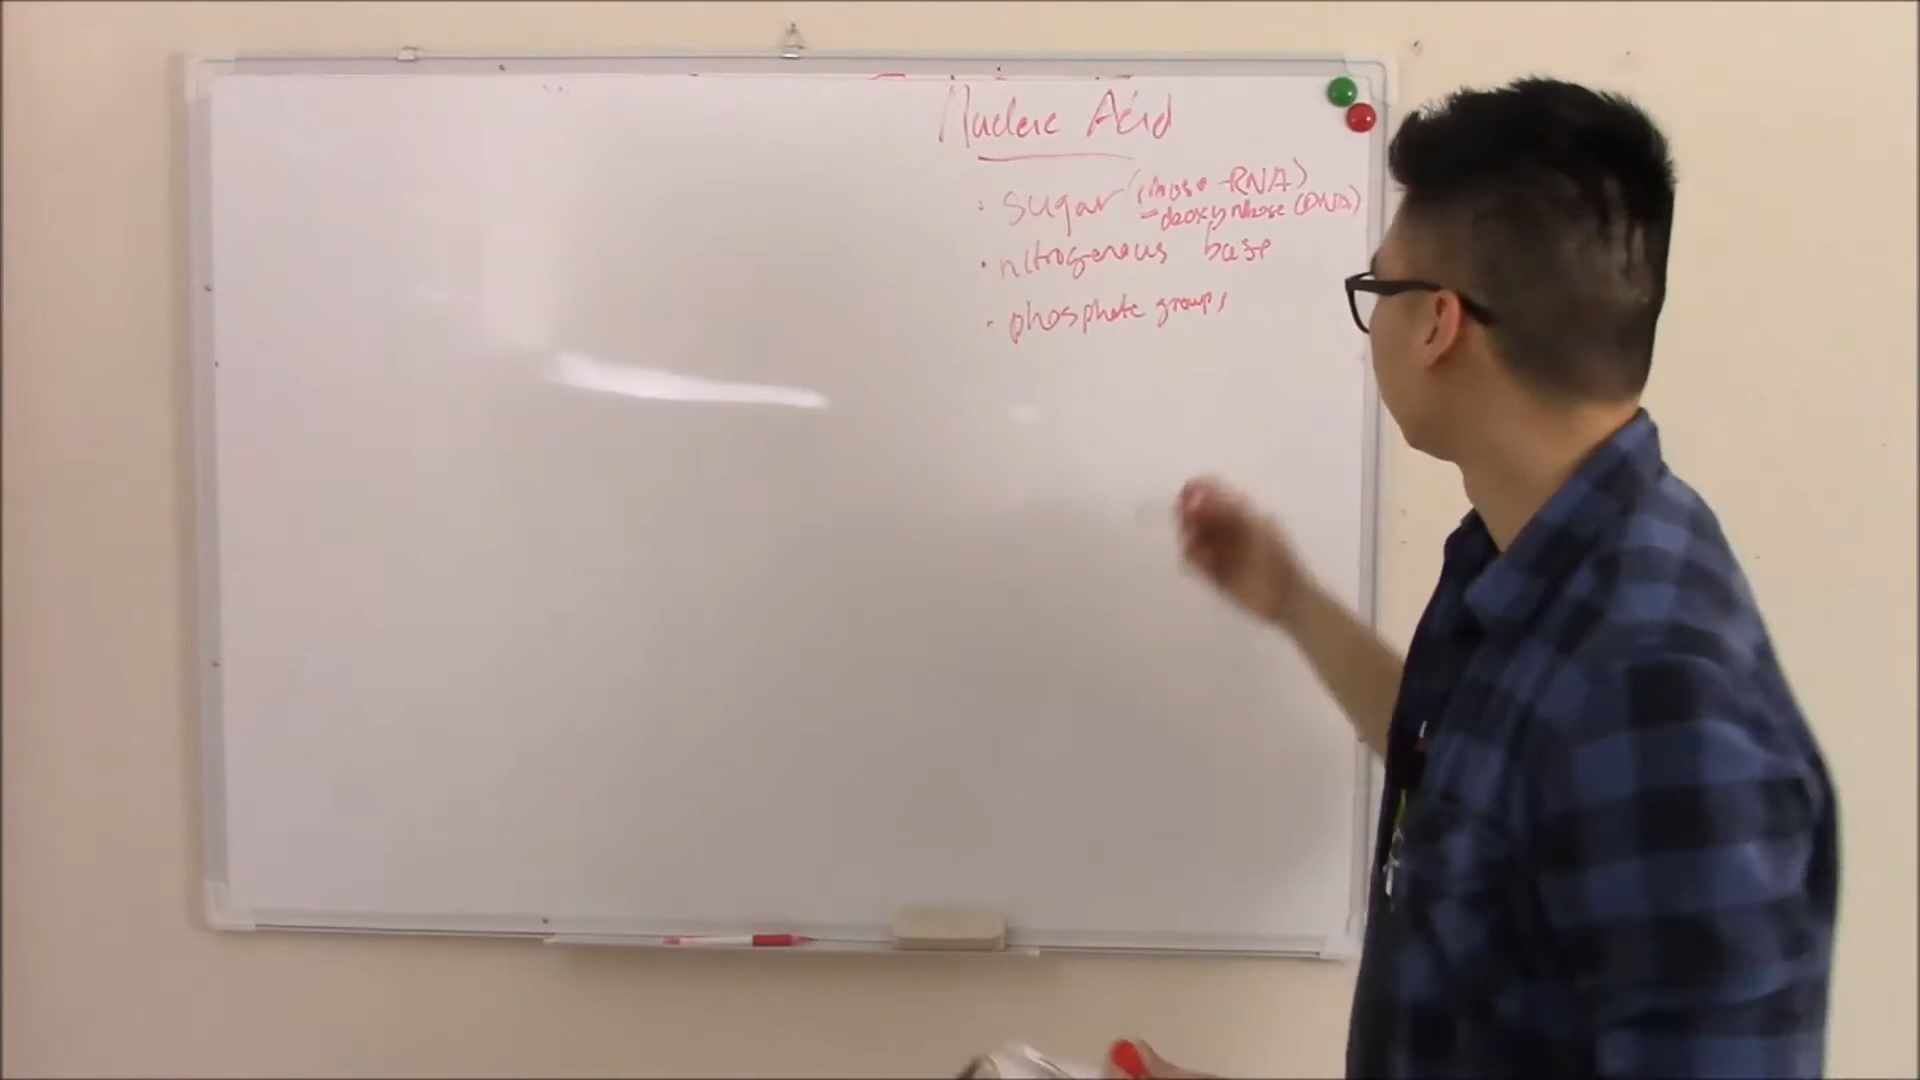 Nucleic Acid
· sugar (ribose - RNA)
- deoxyribose (DNA)
· nitrogenous base
· phosphate groups